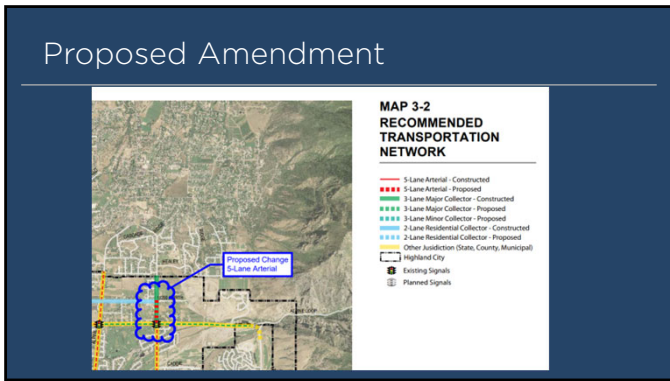 Proposed Amendment
MAP 3-2
RECOMMENDED
TRANSPORTATION
NETWORK
5-Lane Arterial - Constructed
5-Lane Arterial - Proposed
3-Lane Major Collector - Constructed
3-Lane Major Collector - Proposed
3-Lane Minor Collector - Proposed
2-Lane Residential Collector - Constructed
2-Lane Residential Collector - Proposed
Other Jusidiction (State, County, Municipal)
Highland City
Existing Signals
Planned Signals
Proposed Change
5-Lane Arterial